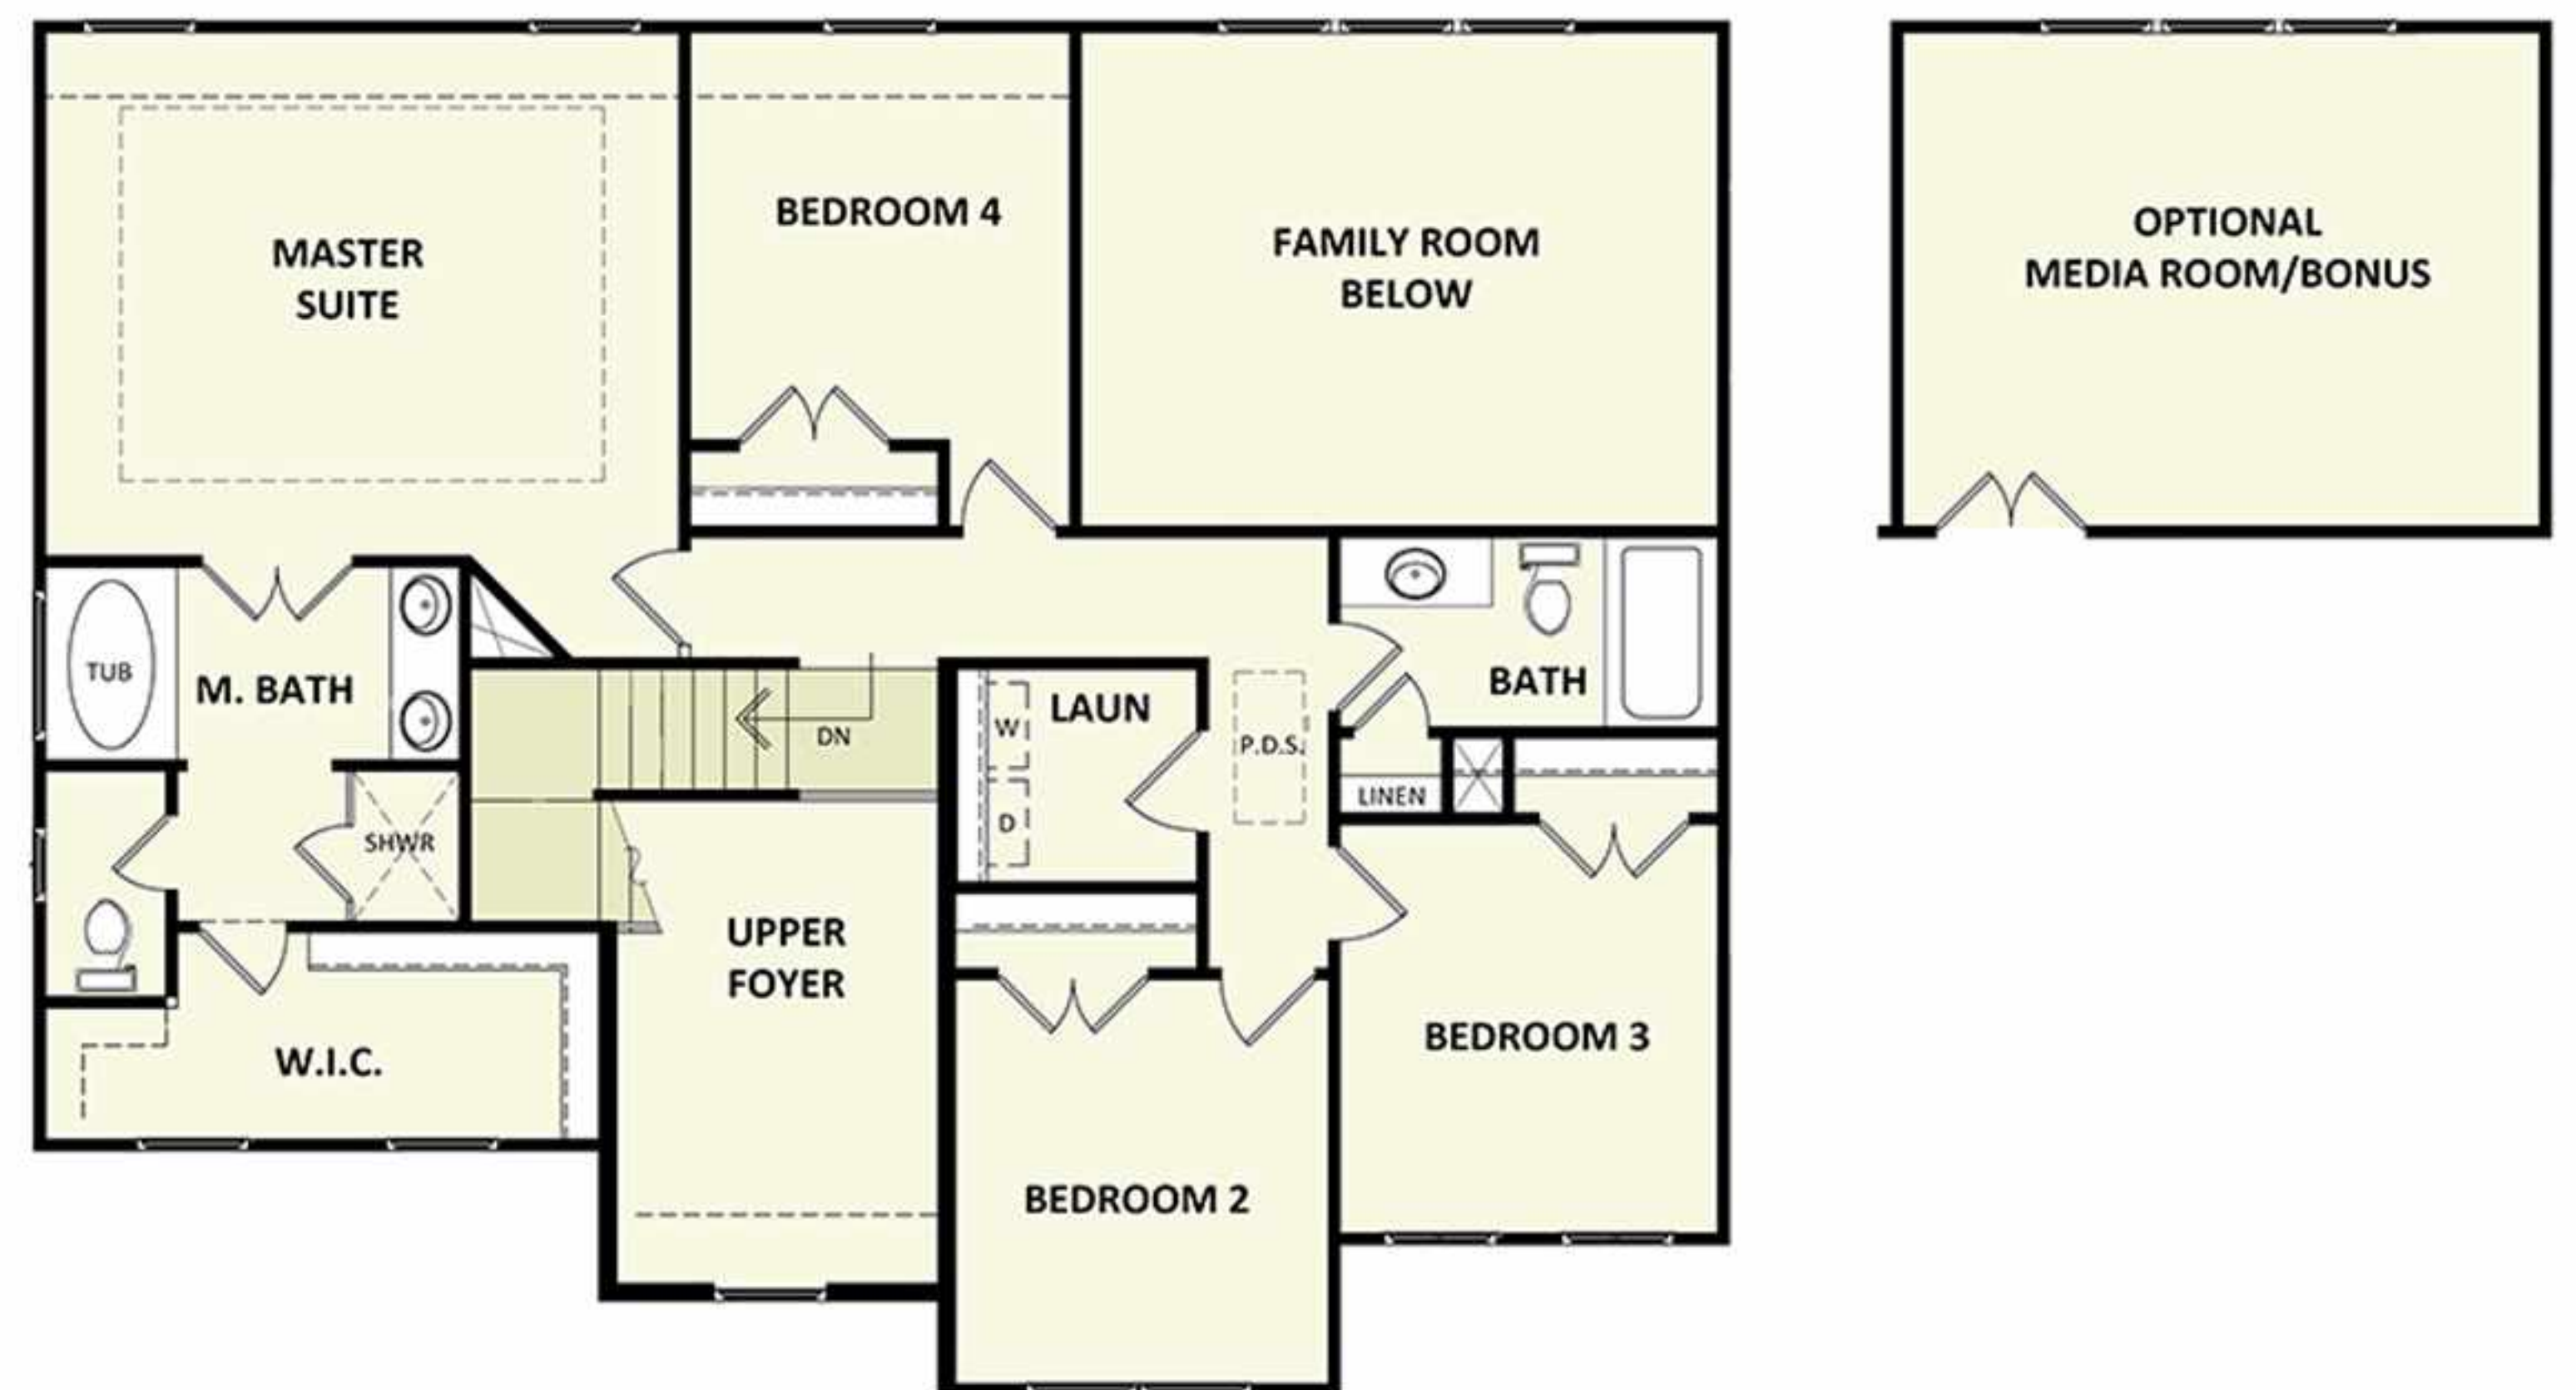 MASTER
SUITE
BEDROOM 4
FAMILY ROOM
BELOW
OPTIONAL
MEDIA ROOM/BONUS
TUB
M. BATH
DN
W
LAUN
D
P.D.S.
BATH
LINEN
SHWR
UPPER
FOYER
W.I.C.
BEDROOM 2
BEDROOM 3